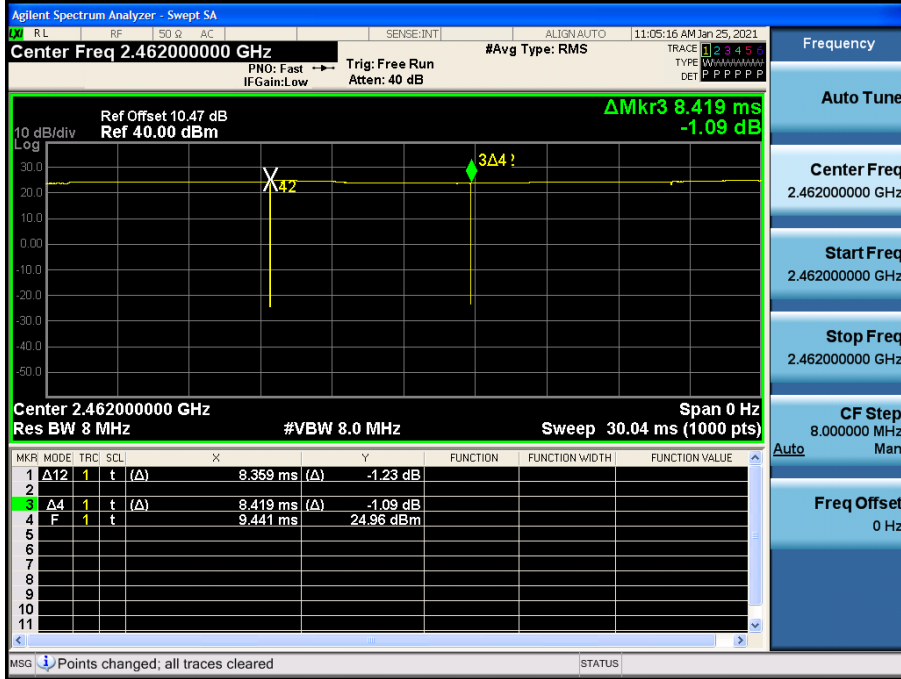 Agilent Spectrum Analyzer - Swept SA
LXI RL RF 50 Ω AC SENSE:INT ALIGNAUTO 11:05:16 AM Jan 25, 2021
Center Freq 2.462000000 GHz #Avg Type: RMS TRACE 1 2 3 4 5 6
PNO: Fast Trig: Free Run TYPE WWWWWW
IFGain:Low Atten: 40 dB DET P P P P P P
Ref Offset 10.47 dB ΔMkr3 8.419 ms
10 dB/div Ref 40.00 dBm -1.09 dB
Log
30.0
20.0
10.0
0.00
-10.0
-20.0
-30.0
-40.0
-50.0
X
42
3Δ4
Center 2.462000000 GHz Span 0 Hz
Res BW 8 MHz #VBW 8.0 MHz Sweep 30.04 ms (1000 pts)
MKR MODE TRC SCL X Y FUNCTION FUNCTION WIDTH FUNCTION VALUE
1 Δ12 1 t (Δ) 8.359 ms (Δ) -1.23 dB
2
3 Δ4 1 t (Δ) 8.419 ms (Δ) -1.09 dB
4 F 1 t 9.441 ms 24.96 dBm
5
6
7
8
9
10
11
MSG Points changed; all traces cleared STATUS
Frequency
Auto Tune
Center Freq
2.462000000 GHz
Start Freq
2.462000000 GHz
Stop Freq
2.462000000 GHz
CF Step
8.000000 MHz
Auto Man
Freq Offset
0 Hz